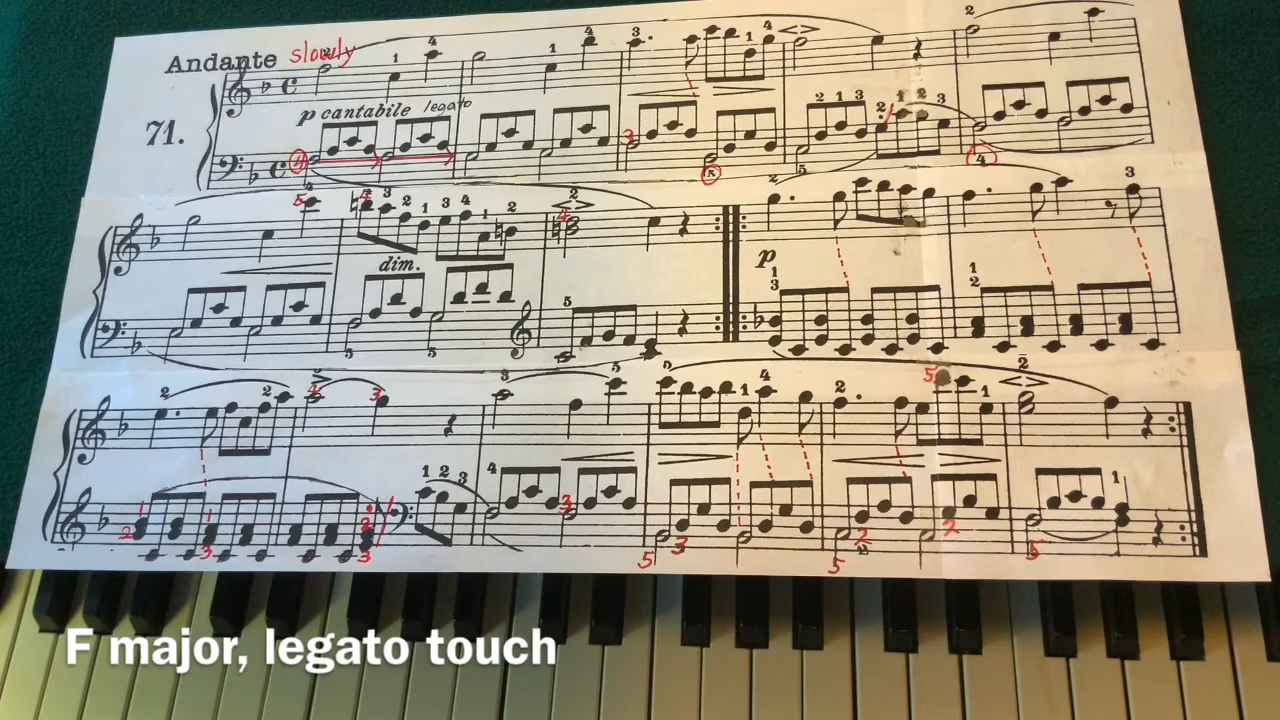 Andante slowly
71.
p cantabile legato
dim.
p
F major, legato touch